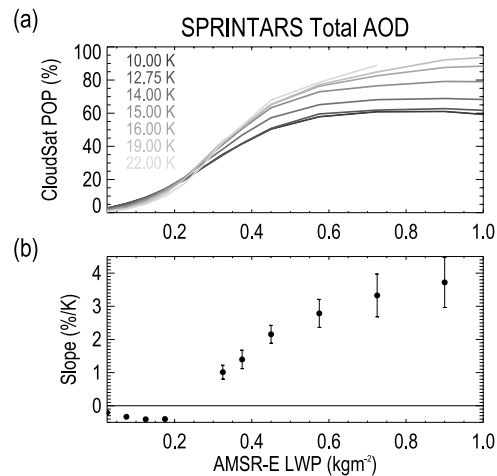 (a)
SPRINTARS Total AOD
CloudSat POP (%)
100
80
60
40
20
0
10.00 K
12.75 K
14.00 K
15.00 K
16.00 K
19.00 K
22.00 K
0.2 0.4 0.6 0.8 1.0
(b)
Slope (%/K)
4
3
2
1
0
0.2 0.4 0.6 0.8 1.0
AMSR-E LWP (kgm-2)